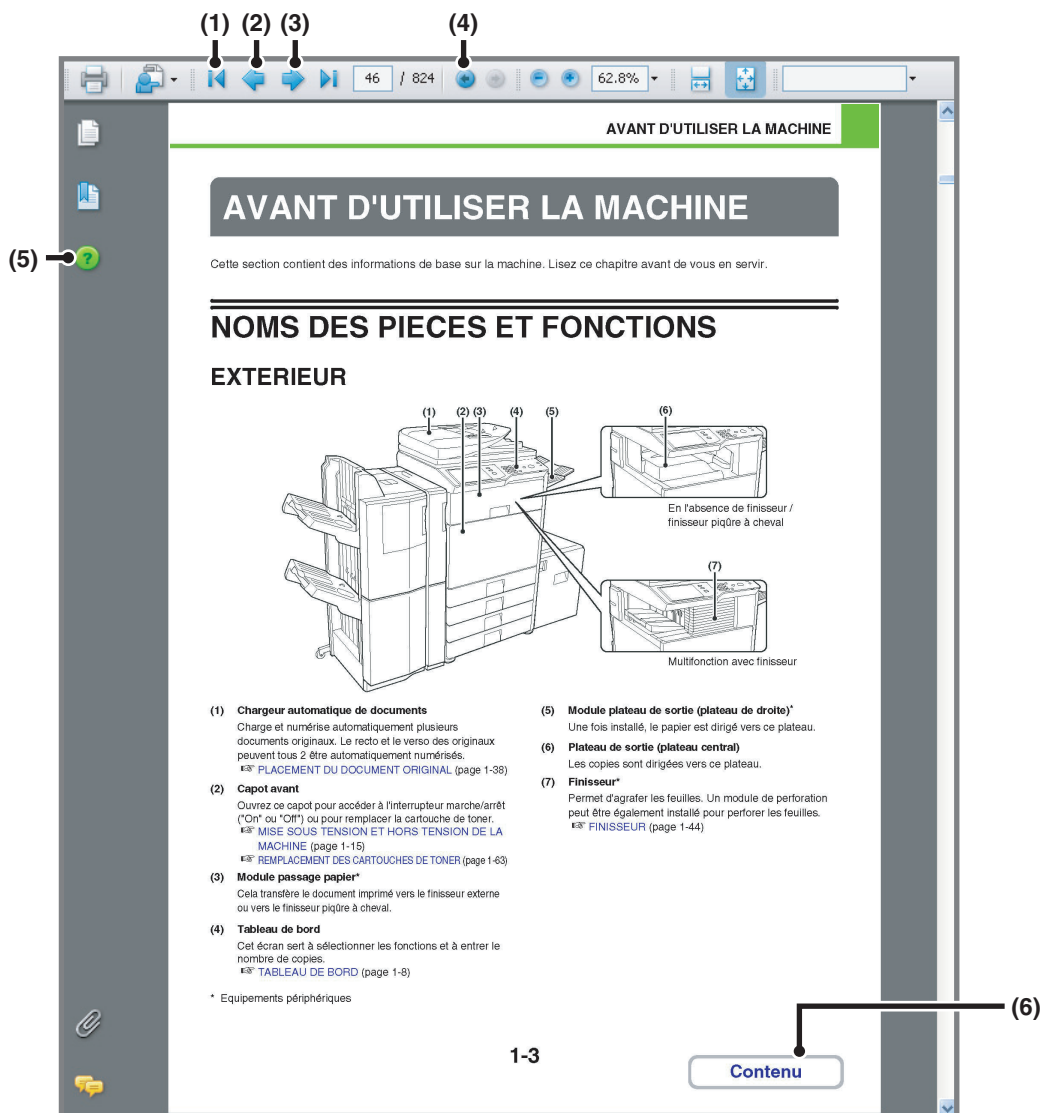 (1) (2) (3) (4)
46 / 824 62.8%
AVANT D'UTILISER LA MACHINE
AVANT D'UTILISER LA MACHINE
(5)
?
Cette section contient des informations de base sur la machine. Lisez ce chapitre avant de vous en servir.
NOMS DES PIECES ET FONCTIONS
EXTERIEUR
(1) (2) (3) (4) (5) (6)
En l'absence de finisseur /
finisseur piqûre à cheval
(7)
Multifonction avec finisseur
(1) Chargeur automatique de documents
Charge et numérise automatiquement plusieurs
documents originaux. Le recto et le verso des originaux
peuvent tous 2 être automatiquement numérisés.
☞ PLACEMENT DU DOCUMENT ORIGINAL (page 1-38)
(2) Capot avant
Ouvrez ce capot pour accéder à l'interrupteur marche/arrêt
("On" ou "Off") ou pour remplacer la cartouche de toner.
☞ MISE SOUS TENSION ET HORS TENSION DE LA
MACHINE (page 1-15)
☞ REMPLACEMENT DES CARTOUCHES DE TONER (page 1-63)
(3) Module passage papier*
Cela transfère le document imprimé vers le finisseur externe
ou vers le finisseur piqûre à cheval.
(4) Tableau de bord
Cet écran sert à sélectionner les fonctions et à entrer le
nombre de copies.
☞ TABLEAU DE BORD (page 1-8)
(5) Module plateau de sortie (plateau de droite)*
Une fois installé, le papier est dirigé vers ce plateau.
(6) Plateau de sortie (plateau central)
Les copies sont dirigées vers ce plateau.
(7) Finisseur*
Permet d'agrafer les feuilles. Un module de perforation
peut être également installé pour perforer les feuilles.
☞ FINISSEUR (page 1-44)
* Equipements périphériques
(6)
1-3
Contenu